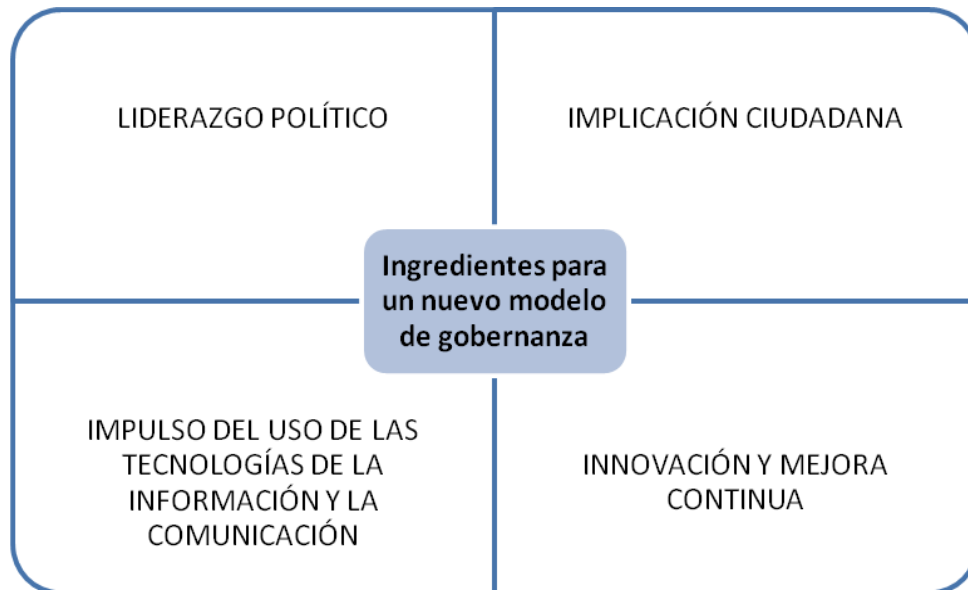 LIDERAZGO POLÍTICO
IMPLICACIÓN CIUDADANA
Ingredientes para
un nuevo modelo
de gobernanza
IMPULSO DEL USO DE LAS
TECNOLOGÍAS DE LA
INFORMACIÓN Y LA
COMUNICACIÓN
INNOVACIÓN Y MEJORA
CONTINUA